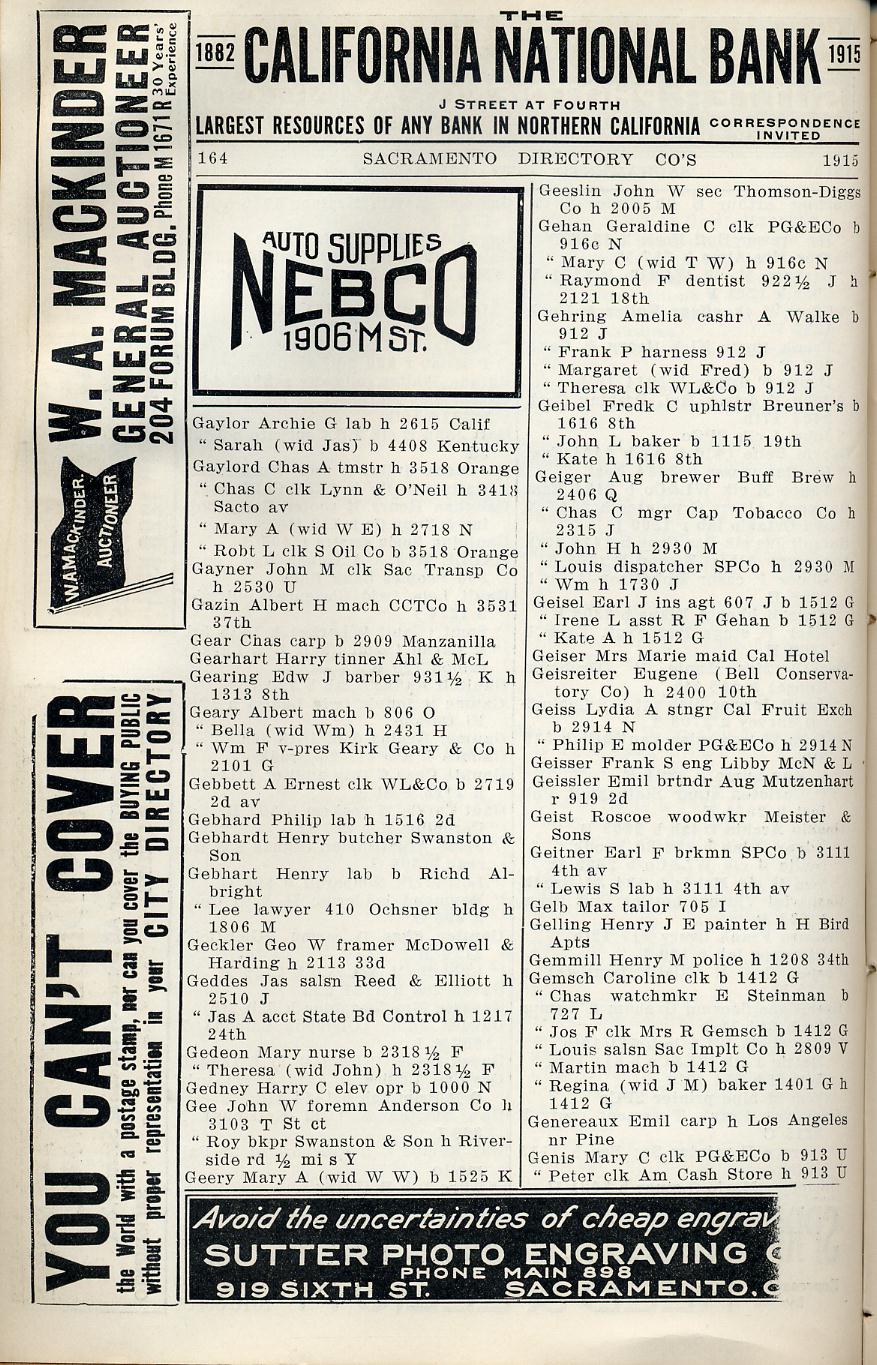 THE
1882 CALIFORNIA NATIONAL BANK 1915
J STREET AT FOURTH
LARGEST RESOURCES OF ANY BANK IN NORTHERN CALIFORNIA CORRESPONDENCE INVITED
164 SACRAMENTO DIRECTORY CO'S 1915
W. A. MACKINDER
GENERAL AUCTIONEER
204 FORUM BLDG. Phone M 1671 R 30 Years' Experience
W.A.MACKINDER.
AUCTIONEER
YOU CAN'T COVER
the World with a postage stamp, nor can you cover the BUYING PUBLIC
without proper representation in your CITY DIRECTORY
AUTO SUPPLIES
NEBCO
1906 M ST.
Gaylor Archie G lab h 2615 Calif
“ Sarah (wid Jas) b 4408 Kentucky
Gaylord Chas A tmstr h 3518 Orange
“ Chas C clk Lynn & O'Neil h 3418
Sacto av
“ Mary A (wid W E) h 2718 N
“ Robt L clk S Oil Co b 3518 Orange
Gayner John M clk Sac Transp Co
h 2530 U
Gazin Albert H mach CCTCo h 3531
37th
Gear Chas carp b 2909 Manzanilla
Gearhart Harry tinner Ahl & McL
Gearing Edw J barber 931½ K h
1313 8th
Geary Albert mach b 806 O
“ Bella (wid Wm) h 2431 H
“ Wm F v-pres Kirk Geary & Co h
2101 G
Gebbett A Ernest clk WL&Co b 2719
2d av
Gebhard Philip lab h 1516 2d
Gebhardt Henry butcher Swanston &
Son
Gebhart Henry lab b Richd Al-
bright
“ Lee lawyer 410 Ochsner bldg h
1806 M
Geckler Geo W framer McDowell &
Harding h 2113 33d
Geddes Jas salsn Reed & Elliott h
2510 J
“ Jas A acct State Bd Control h 1217
24th
Gedeon Mary nurse b 2318½ F
“ Theresa (wid John) h 2318½ F
Gedney Harry C elev opr b 1000 N
Gee John W foremn Anderson Co h
3103 T St ct
“ Roy bkpr Swanston & Son h River-
side rd ½ mi s Y
Geery Mary A (wid W W) b 1525 K
Geeslin John W sec Thomson-Diggs
Co h 2005 M
Gehan Geraldine C clk PG&ECo b
916c N
“ Mary C (wid T W) h 916c N
“ Raymond F dentist 922½ J h
2121 18th
Gehring Amelia cashr A Walke b
912 J
“ Frank P harness 912 J
“ Margaret (wid Fred) b 912 J
“ Theresa clk WL&Co b 912 J
Geibel Fredk C uphlstr Breuner's b
1616 8th
“ John L baker b 1115 19th
“ Kate h 1616 8th
Geiger Aug brewer Buff Brew h
2406 Q
“ Chas C mgr Cap Tobacco Co h
2315 J
“ John H h 2930 M
“ Louis dispatcher SPCo h 2930 M
“ Wm h 1730 J
Geisel Earl J ins agt 607 J b 1512 G
“ Irene L asst R F Gehan b 1512 G
“ Kate A h 1512 G
Geiser Mrs Marie maid Cal Hotel
Geisreiter Eugene (Bell Conserva-
tory Co) h 2400 10th
Geiss Lydia A stngr Cal Fruit Exch
b 2914 N
“ Philip E molder PG&ECo h 2914 N
Geisser Frank S eng Libby McN & L
Geissler Emil brtndr Aug Mutzenhart
r 919 2d
Geist Roscoe woodwkr Meister &
Sons
Geitner Earl F brkmn SPCo b 3111
4th av
“ Lewis S lab h 3111 4th av
Gelb Max tailor 705 I
Gelling Henry J E painter h H Bird
Apts
Gemmill Henry M police h 1208 34th
Gemsch Caroline clk b 1412 G
“ Chas watchmkr E Steinman b
727 L
“ Jos F clk Mrs R Gemsch b 1412 G
“ Louis salsn Sac Implt Co h 2809 V
“ Martin mach b 1412 G
“ Regina (wid J M) baker 1401 G h
1412 G
Genereaux Emil carp h Los Angeles
nr Pine
Genis Mary C clk PG&ECo b 913 U
“ Peter clk Am Cash Store h 913 U
Avoid the uncertainties of cheap engrav
SUTTER PHOTO ENGRAVING C
PHONE MAIN 898
919 SIXTH ST. SACRAMENTO, C